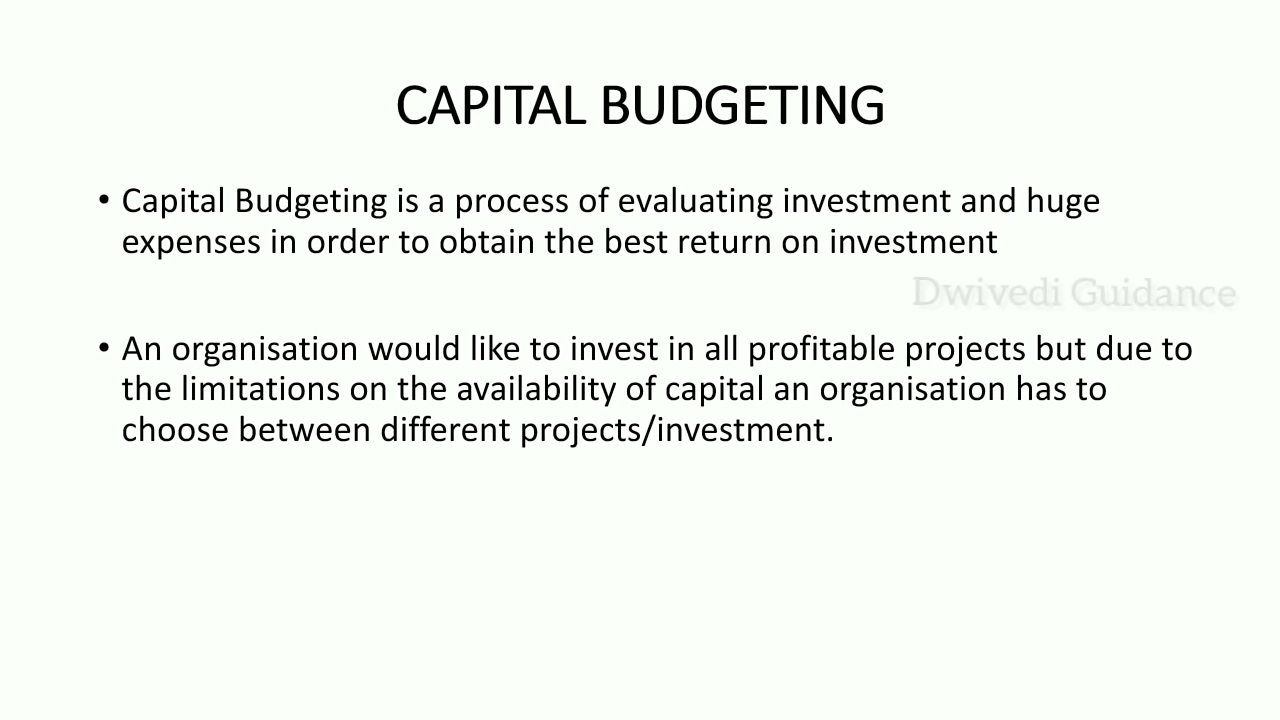 CAPITAL BUDGETING
• Capital Budgeting is a process of evaluating investment and huge
expenses in order to obtain the best return on investment
Dwivedi Guidance
• An organisation would like to invest in all profitable projects but due to
the limitations on the availability of capital an organisation has to
choose between different projects/investment.